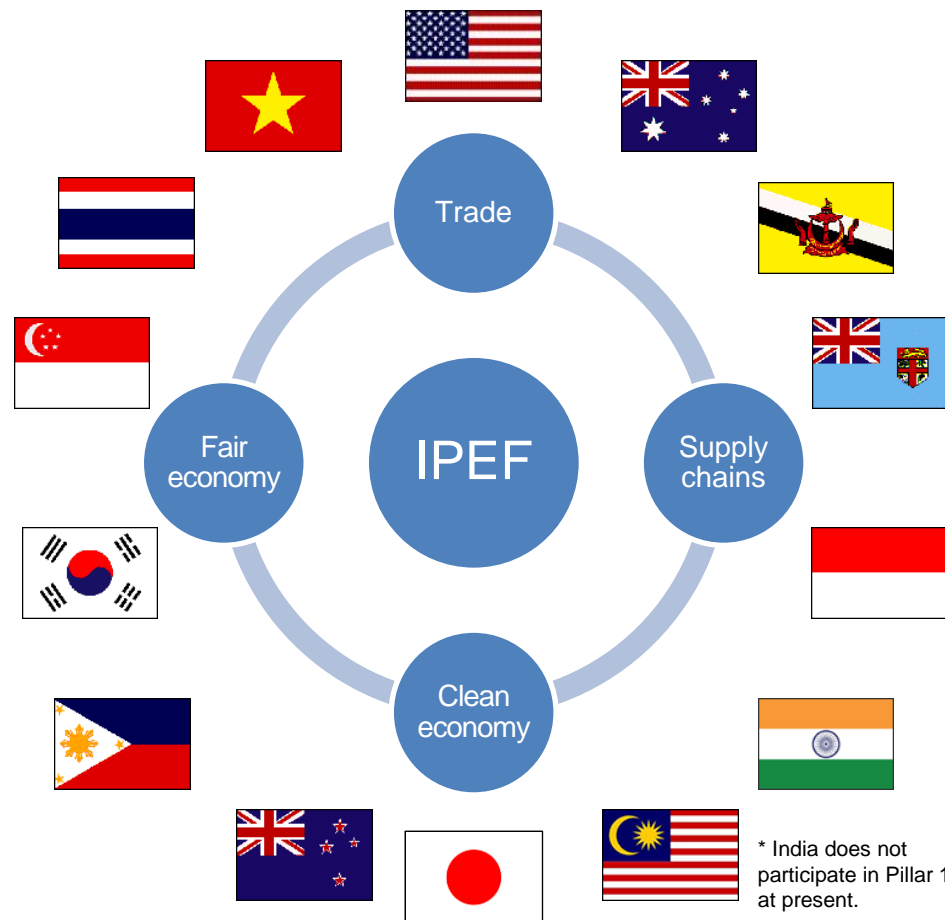 Trade
Fair
economy
IPEF
Supply
chains
Clean
economy
* India does not
participate in Pillar 1
at present.